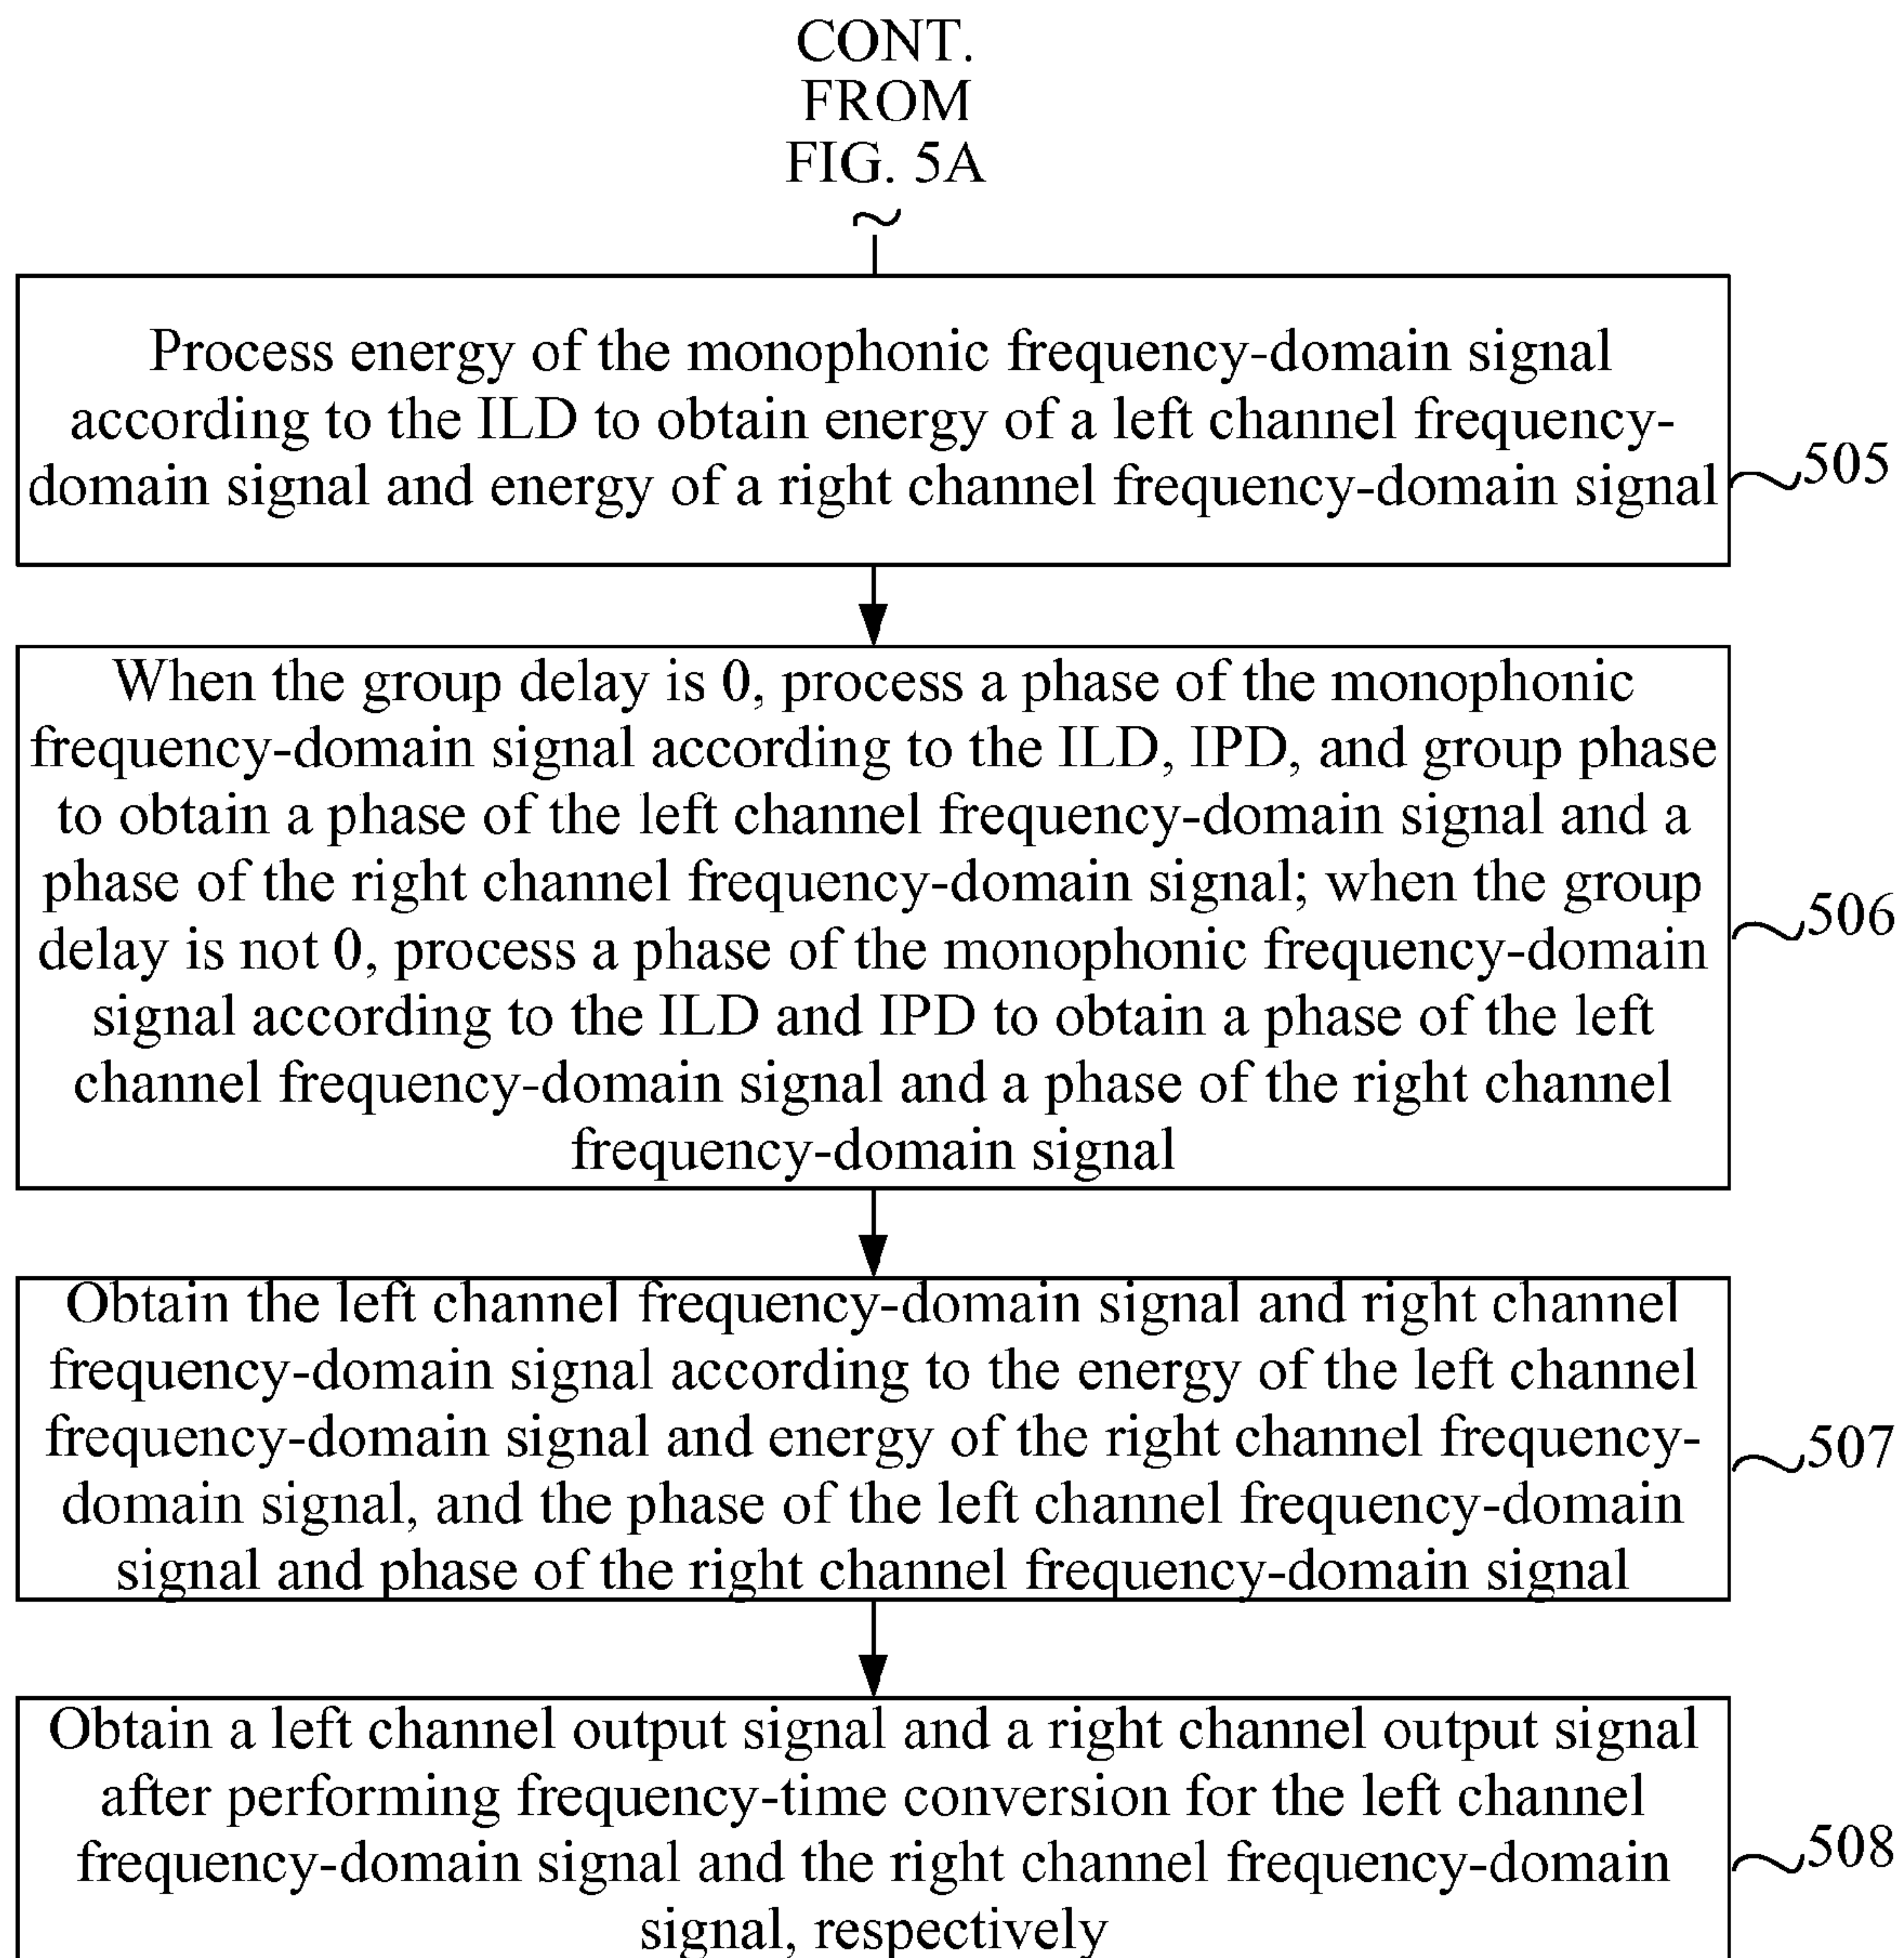 CONT.
FROM
FIG. 5A
Process energy of the monophonic frequency-domain signal
according to the ILD to obtain energy of a left channel frequency-
domain signal and energy of a right channel frequency-domain signal
505
When the group delay is 0, process a phase of the monophonic
frequency-domain signal according to the ILD, IPD, and group phase
to obtain a phase of the left channel frequency-domain signal and a
phase of the right channel frequency-domain signal; when the group
delay is not 0, process a phase of the monophonic frequency-domain
signal according to the ILD and IPD to obtain a phase of the left
channel frequency-domain signal and a phase of the right channel
frequency-domain signal
506
Obtain the left channel frequency-domain signal and right channel
frequency-domain signal according to the energy of the left channel
frequency-domain signal and energy of the right channel frequency-
domain signal, and the phase of the left channel frequency-domain
signal and phase of the right channel frequency-domain signal
507
Obtain a left channel output signal and a right channel output signal
after performing frequency-time conversion for the left channel
frequency-domain signal and the right channel frequency-domain
signal, respectively
508